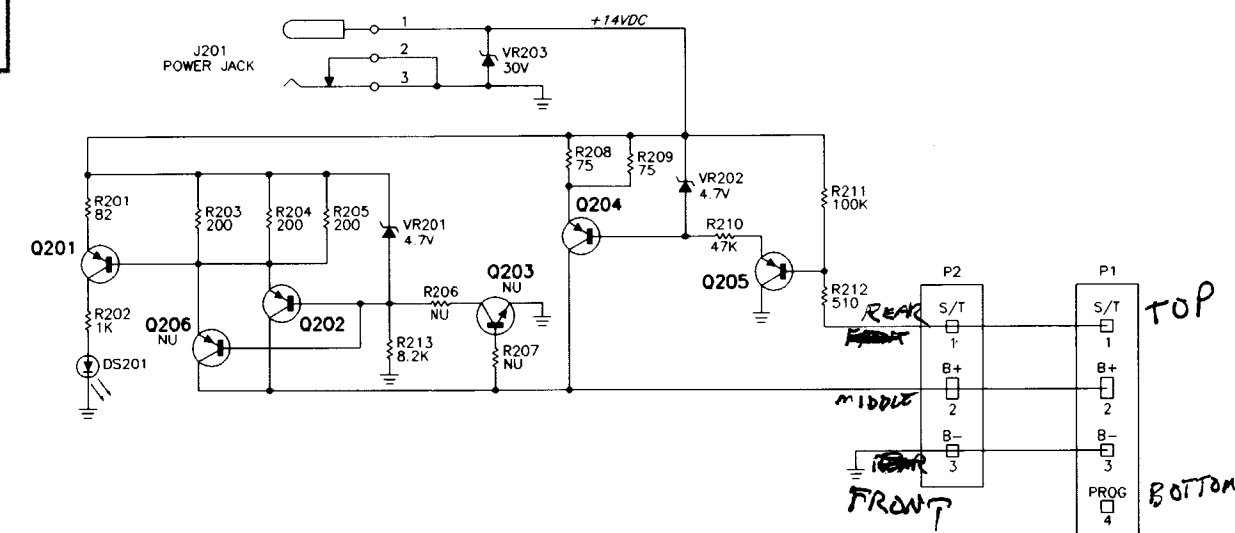 +14VDC
1
J201
POWER JACK
2
3
VR203
30V
R208
75
R209
75
VR202
4.7V
R211
100K
R201
82
R203
200
R204
200
R205
200
VR201
4.7V
Q204
R210
47K
Q201
Q203
NU
Q205
P2
P1
R212
510
REAR
S/T
1
S/T
1
TOP
R202
1K
Q206
NU
Q202
R206
NU
R213
8.2K
R207
NU
DS201
MIDDLE
B+
2
B+
2
B-
3
B-
3
FRONT
PROG
4
BOTTOM